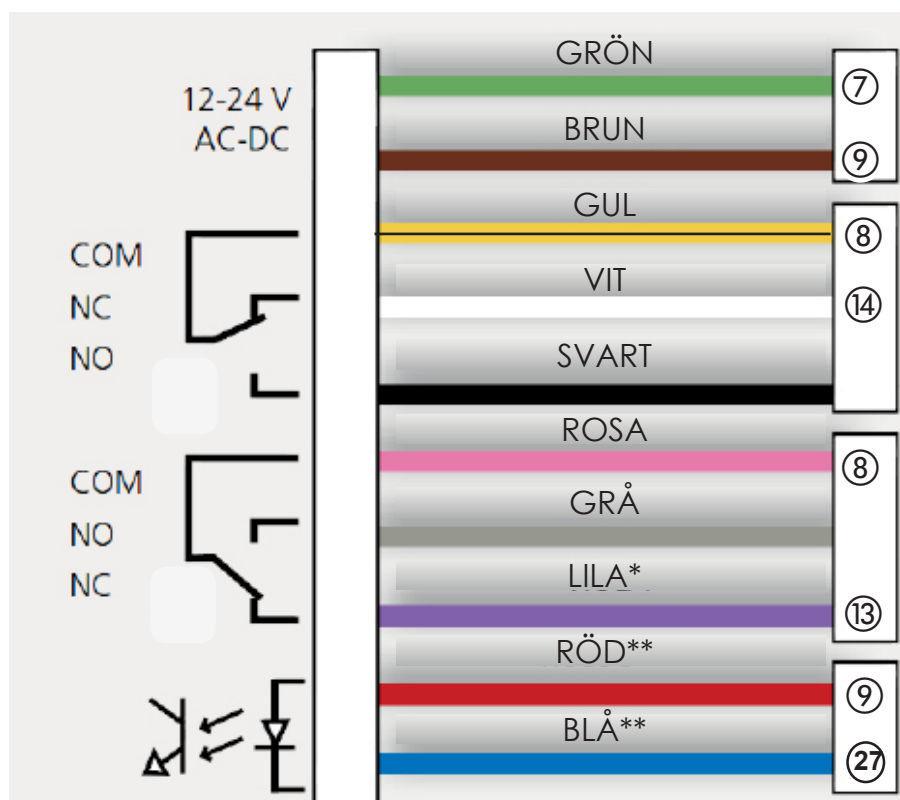 GRÖN
12-24 V
AC-DC
⑦
BRUN
⑨
GUL
COM
⑧
VIT
NC
⑭
NO
SVART
ROSA
COM
⑧
GRÅ
NO
NC
LILA*
⑬
RÖD**
⑨
BLÅ**
㉗